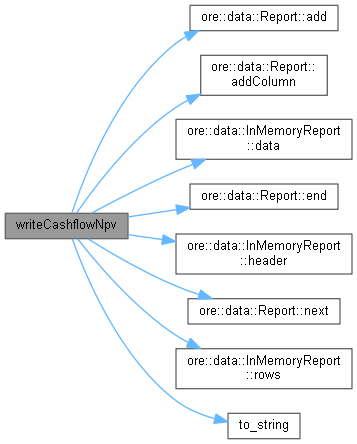 ore::data::Report::add
ore::data::Report::
addColumn
ore::data::InMemoryReport
::data
writeCashflowNpv
ore::data::Report::end
ore::data::InMemoryReport
::header
ore::data::Report::next
ore::data::InMemoryReport
::rows
to_string